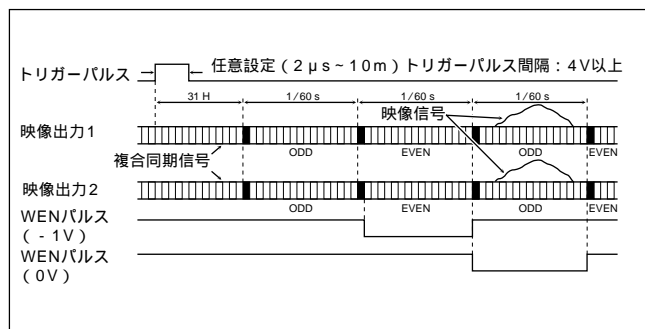 トリガーパルス
任意設定(2μs~10m)トリガーパルス間隔:4V以上
31 H 1/60 s 1/60 s 1/60 s
映像信号
映像出力1
ODD EVEN ODD EVEN
複合同期信号
映像出力2
ODD EVEN ODD EVEN
WENパルス
(-1V)
WENパルス
(0V)